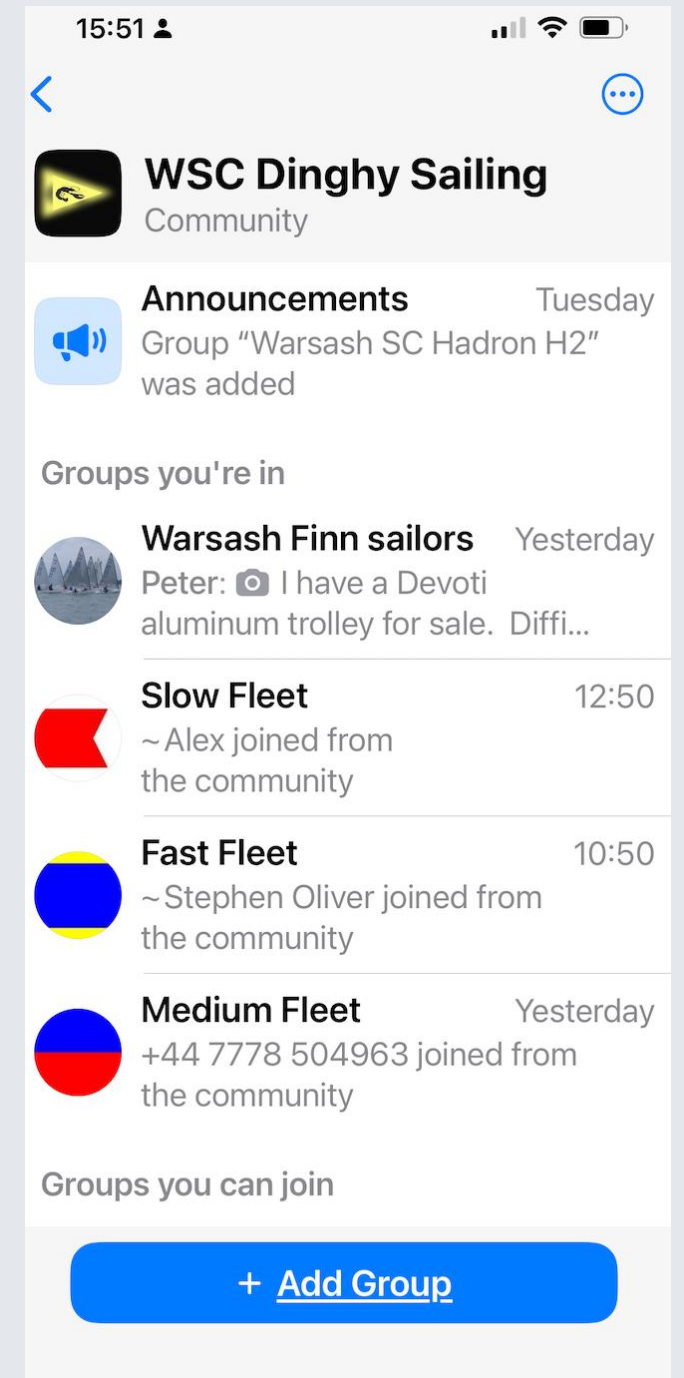 15:51
WSC Dinghy Sailing
Community
Announcements Tuesday
Group “Warsash SC Hadron H2”
was added
Groups you're in
Warsash Finn sailors Yesterday
Peter: I have a Devoti
aluminum trolley for sale. Diffi...
Slow Fleet 12:50
~Alex joined from
the community
Fast Fleet 10:50
~Stephen Oliver joined from
the community
Medium Fleet Yesterday
+44 7778 504963 joined from
the community
Groups you can join
+ Add Group